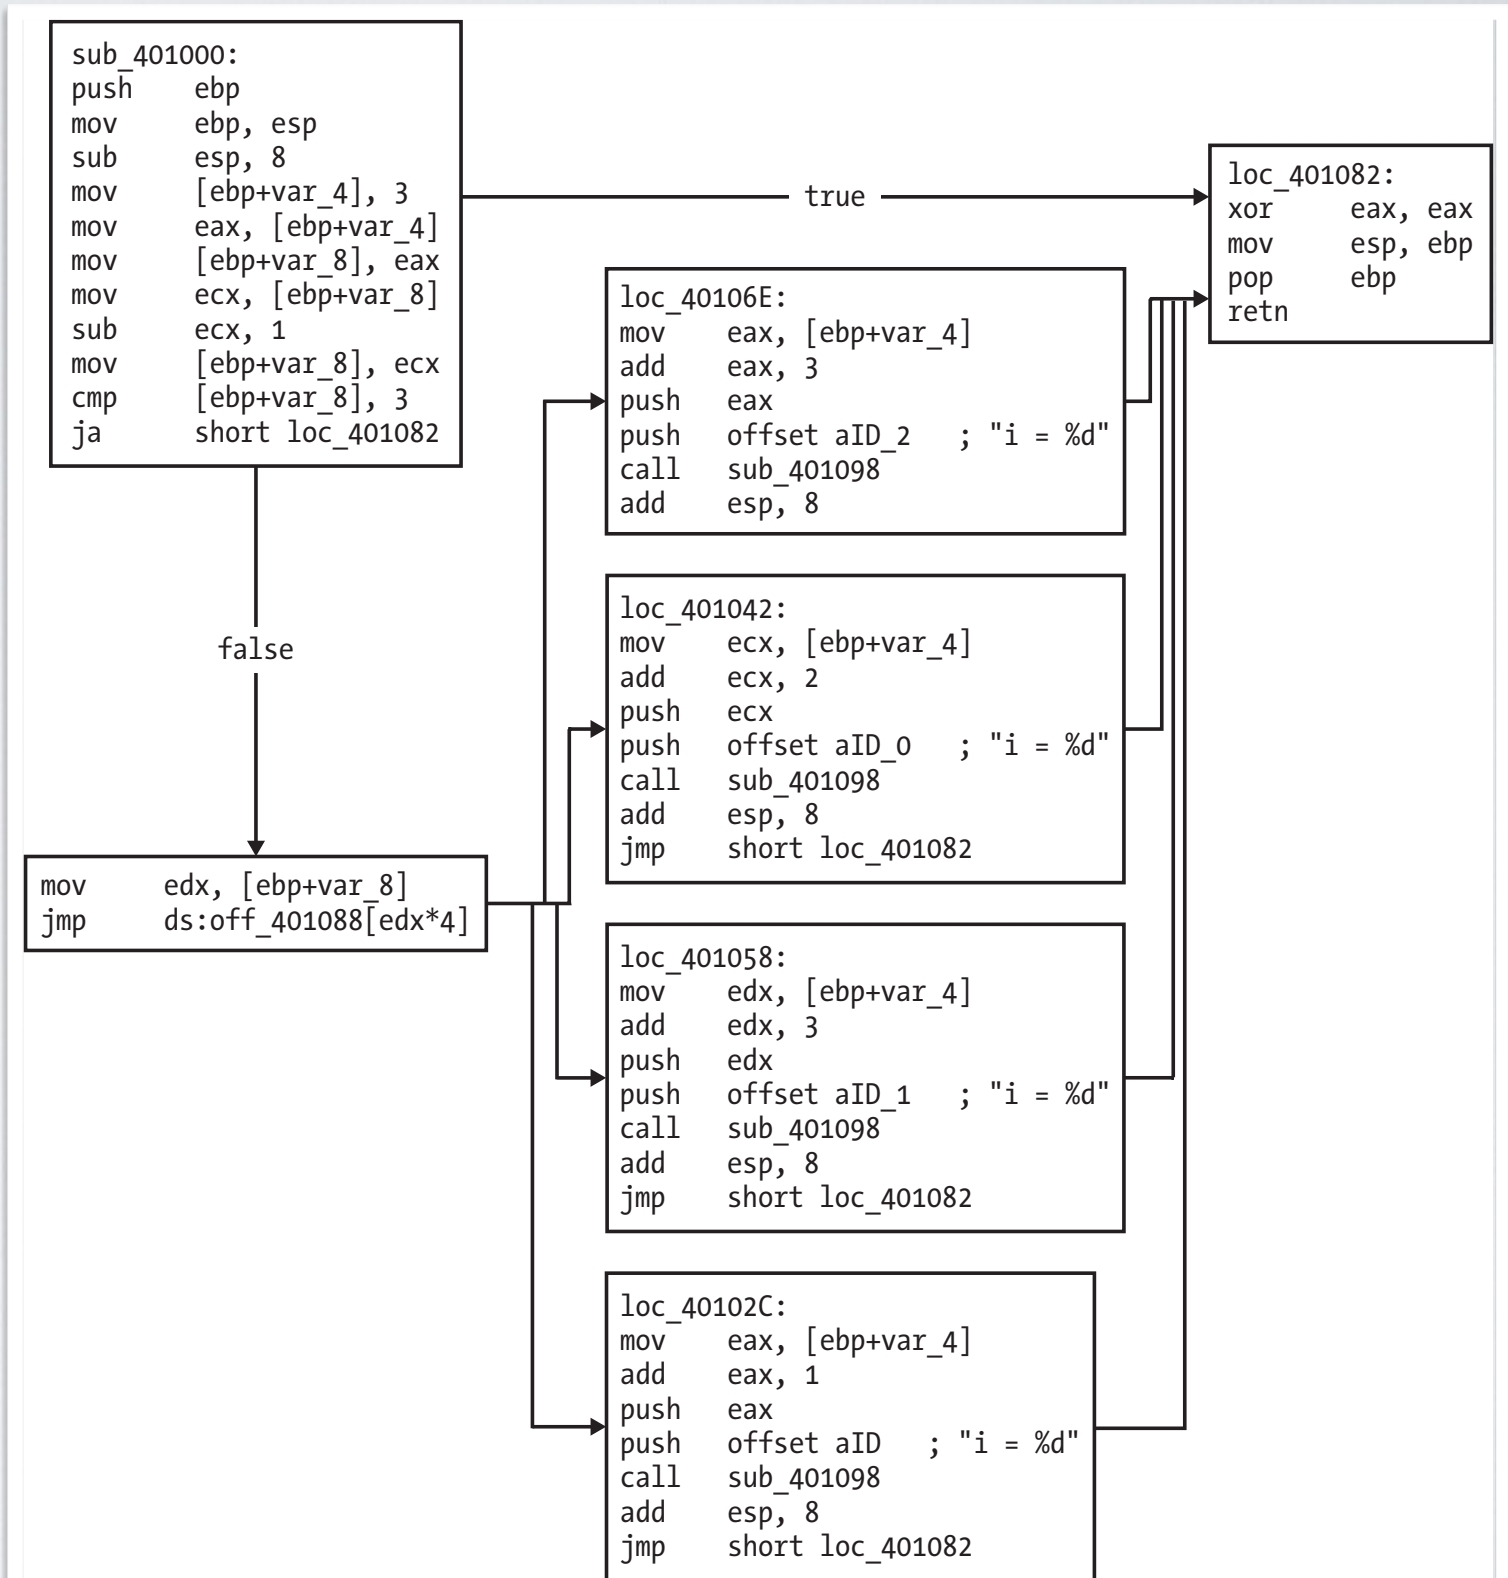 sub_401000:
push ebp
mov ebp, esp
sub esp, 8
mov [ebp+var_4], 3
mov eax, [ebp+var_4]
mov [ebp+var_8], eax
mov ecx, [ebp+var_8]
sub ecx, 1
mov [ebp+var_8], ecx
cmp [ebp+var_8], 3
ja short loc_401082
true
loc_401082:
xor eax, eax
mov esp, ebp
pop ebp
retn
false
mov edx, [ebp+var_8]
jmp ds:off_401088[edx*4]
loc_40106E:
mov eax, [ebp+var_4]
add eax, 3
push eax
push offset aID_2 ; "i = %d"
call sub_401098
add esp, 8
loc_401042:
mov ecx, [ebp+var_4]
add ecx, 2
push ecx
push offset aID_0 ; "i = %d"
call sub_401098
add esp, 8
jmp short loc_401082
loc_401058:
mov edx, [ebp+var_4]
add edx, 3
push edx
push offset aID_1 ; "i = %d"
call sub_401098
add esp, 8
jmp short loc_401082
loc_40102C:
mov eax, [ebp+var_4]
add eax, 1
push eax
push offset aID ; "i = %d"
call sub_401098
add esp, 8
jmp short loc_401082